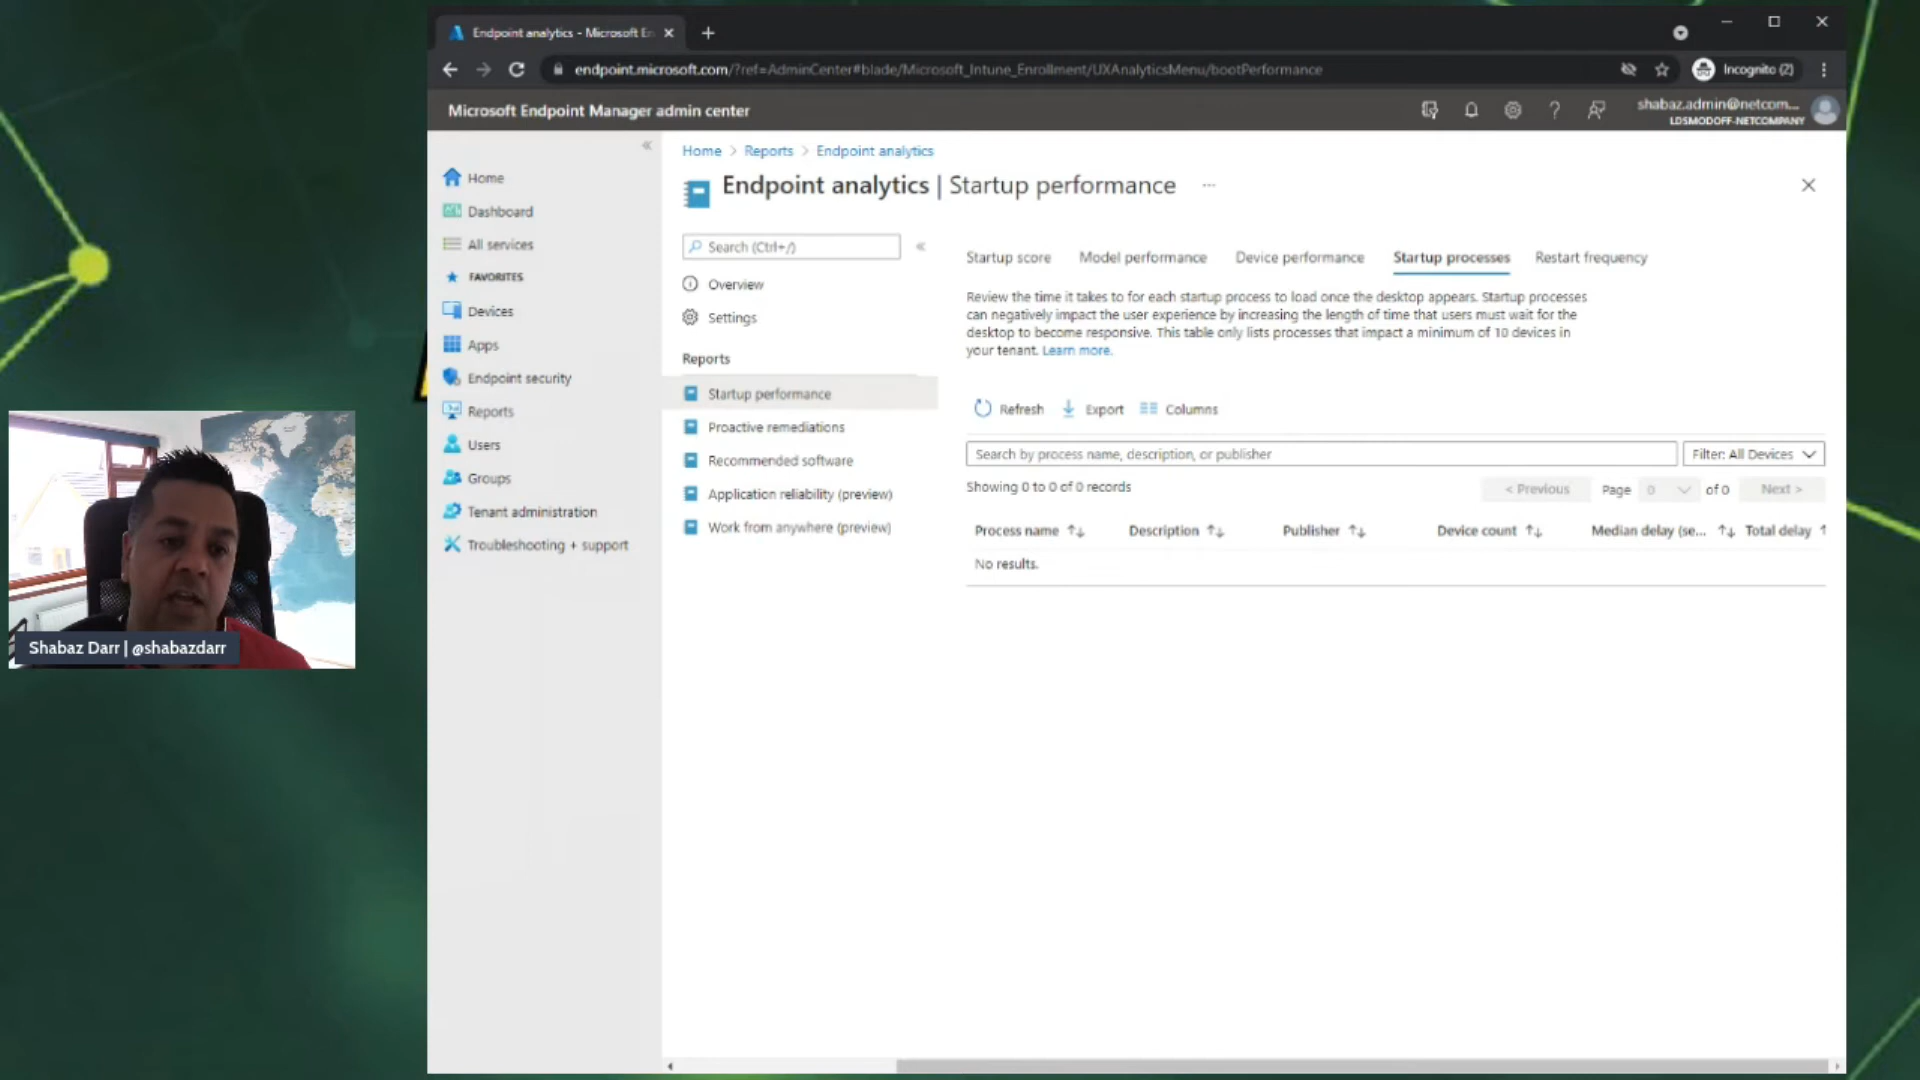 Endpoint analytics - Microsoft En
endpoint.microsoft.com/?ref=AdminCenter#blade/Microsoft_Intune_Enrollment/UXAnalyticsMenu/bootPerformance
Incognito (2)
Microsoft Endpoint Manager admin center
shabaz.admin@netcom...
LDSMODOFF-NETCOMPANY
Home
Dashboard
All services
FAVORITES
Devices
Apps
Endpoint security
Reports
Users
Groups
Tenant administration
Troubleshooting + support
Home > Reports > Endpoint analytics
Endpoint analytics | Startup performance
Search (Ctrl+/)
Overview
Settings
Reports
Startup performance
Proactive remediations
Recommended software
Application reliability (preview)
Work from anywhere (preview)
Startup score Model performance Device performance Startup processes Restart frequency
Review the time it takes to for each startup process to load once the desktop appears. Startup processes
can negatively impact the user experience by increasing the length of time that users must wait for the
desktop to become responsive. This table only lists processes that impact a minimum of 10 devices in
your tenant. Learn more.
Refresh Export Columns
Search by process name, description, or publisher
Filter: All Devices
Showing 0 to 0 of 0 records
< Previous Page 0 of 0 Next >
Process name Description Publisher Device count Median delay (se... Total delay
No results.
Shabaz Darr | @shabazdarr